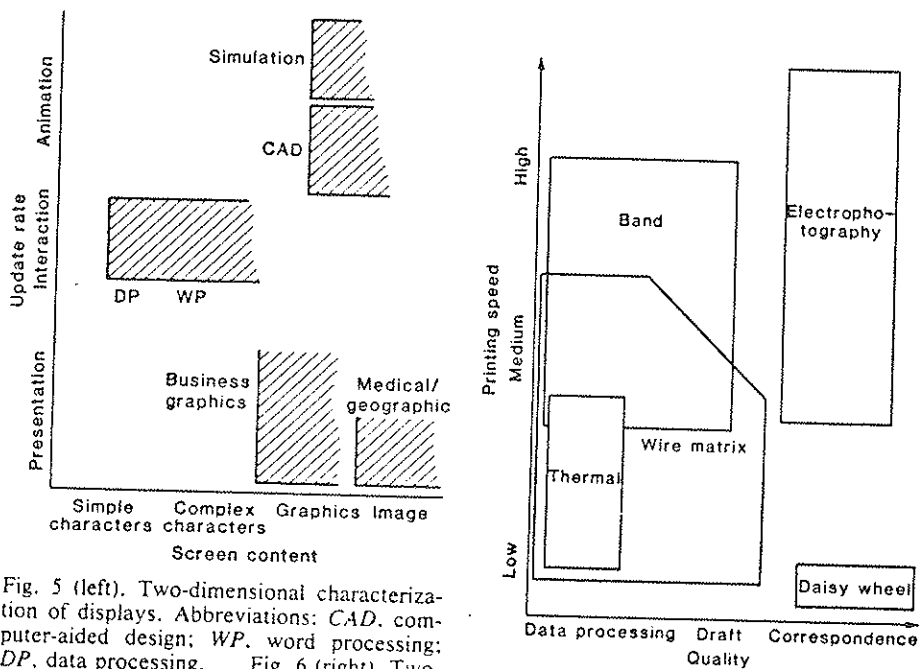 Simulation
CAD
DP WP
Business
graphics
Medical/
geographic
Animation
Interaction
Presentation
Update rate
Simple
characters
Complex
characters
Graphics
Image
Screen content
Fig. 5 (left). Two-dimensional characteriza-
tion of displays. Abbreviations: CAD, com-
puter-aided design; WP, word processing;
DP, data processing. Fig. 6 (right). Two-
High
Medium
Low
Printing speed
Band
Electropho-
tography
Wire matrix
Thermal
Daisy wheel
Data processing
Draft
Correspondence
Quality